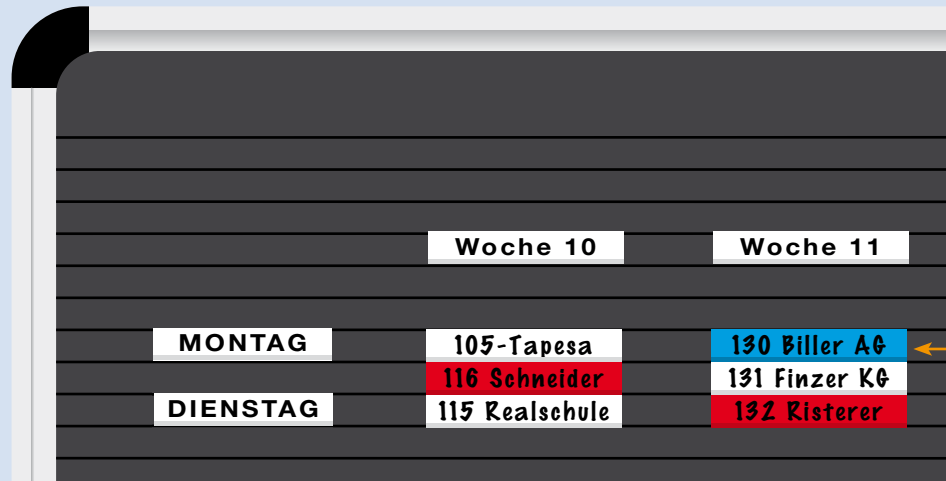 Woche 10 Woche 11
MONTAG 105-Tapesa 130 Biller AG
116 Schneider 131 Finzer KG
DIENSTAG 115 Realschule 132 Risterer